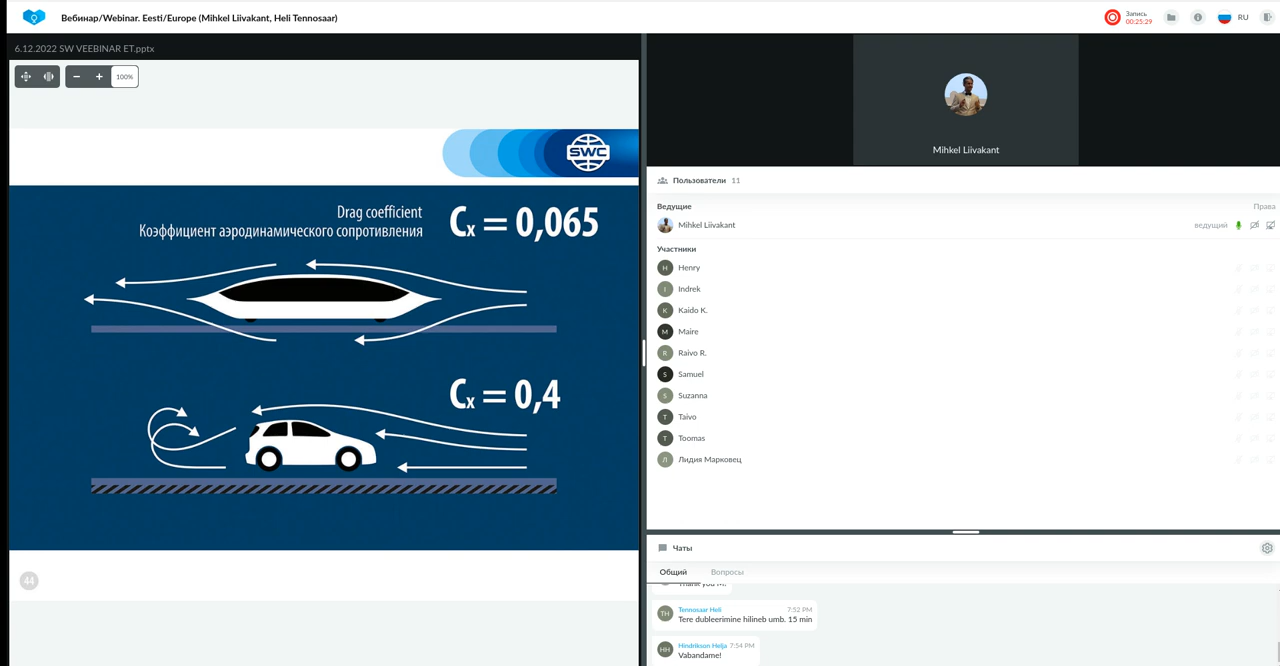 Вебинар/Webinar. Eesti/Europe (Mihkel Liivakant, Heli Tennosaar)
Запись
00:25:29
RU
6.12.2022 SW VEEBINAR ET.pptx
100%
SWC
Drag coefficient
Коэффициент аэродинамического сопротивления
Cx = 0,065
Cx = 0,4
44
Mihkel Liivakant
Пользователи 11
Ведущие Права
Mihkel Liivakant ведущий
Участники
H Henry
I Indrek
K Kaido K.
M Maire
R Raivo R.
S Samuel
S Suzanna
T Taivo
T Toomas
Л Лидия Марковец
Чаты
Общий Вопросы
Thank you M!
TH Tennosaar Heli 7:52 PM
Tere dubleerimine hilineb umb. 15 min
HH Hindrikson Helja 7:54 PM
Vabandame!